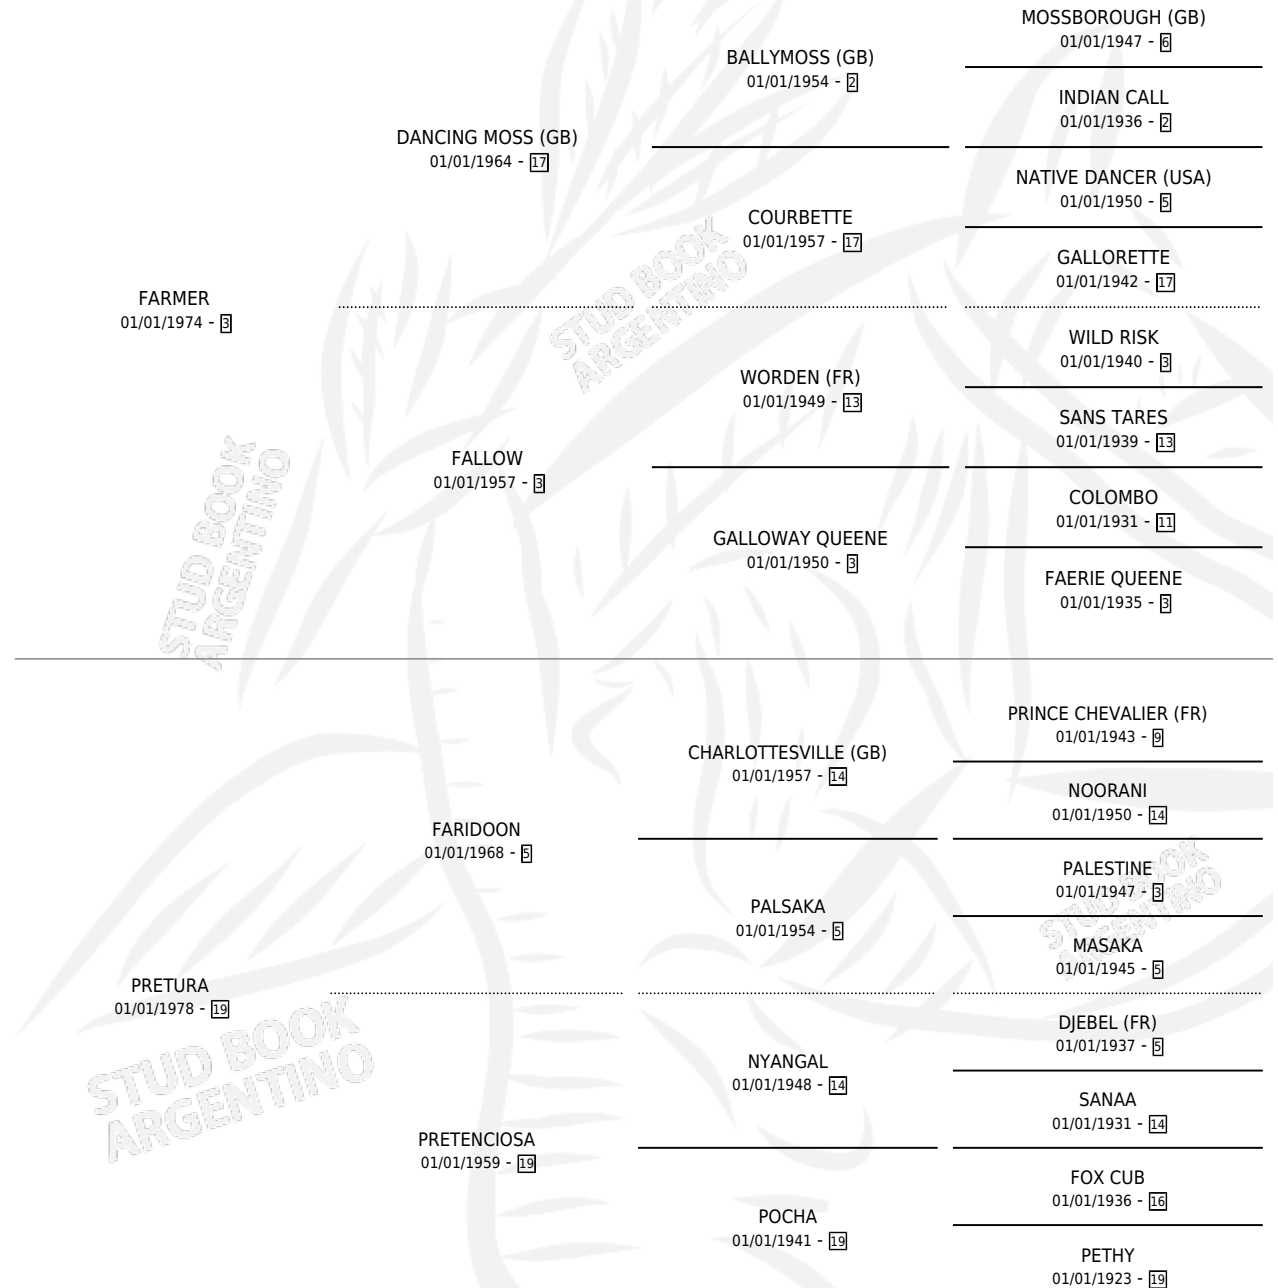 MOSSBOROUGH (GB)
01/01/1947 - 6
BALLYMOSS (GB)
01/01/1954 - 2
INDIAN CALL
01/01/1936 - 2
DANCING MOSS (GB)
01/01/1964 - 17
NATIVE DANCER (USA)
01/01/1950 - 5
COURBETTE
01/01/1957 - 17
GALLORETTE
01/01/1942 - 17
FARMER
01/01/1974 - 3
WILD RISK
01/01/1940 - 3
WORDEN (FR)
01/01/1949 - 13
SANS TARES
01/01/1939 - 13
FALLOW
01/01/1957 - 3
COLOMBO
01/01/1931 - 11
GALLOWAY QUEENE
01/01/1950 - 3
FAERIE QUEENE
01/01/1935 - 3
PRINCE CHEVALIER (FR)
01/01/1943 - 9
CHARLOTTESVILLE (GB)
01/01/1957 - 14
NOORANI
01/01/1950 - 14
FARIDOON
01/01/1968 - 5
PALESTINE
01/01/1947 - 3
PALSAKA
01/01/1954 - 5
MASAKA
01/01/1945 - 5
PRETURA
01/01/1978 - 19
DJEBEL (FR)
01/01/1937 - 5
NYANGAL
01/01/1948 - 14
SANAA
01/01/1931 - 14
PRETENCIOSA
01/01/1959 - 19
FOX CUB
01/01/1936 - 16
POCHA
01/01/1941 - 19
PETHY
01/01/1923 - 19
STUD BOOK
ARGENTINO
STUD BOOK
ARGENTINO
STUD BOOK
ARGENTINO
STUD BOOK
ARGENTINO